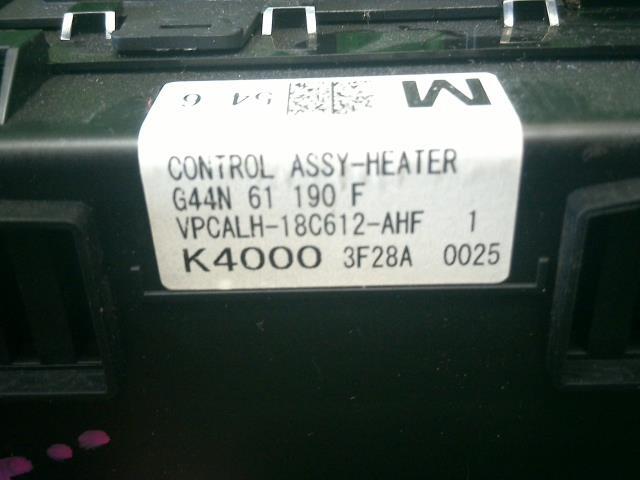 M 54 6
CONTROL ASSY-HEATER
G44N 61 190 F
VPCALH-18C612-AHF 1
K4000 3F28A 0025